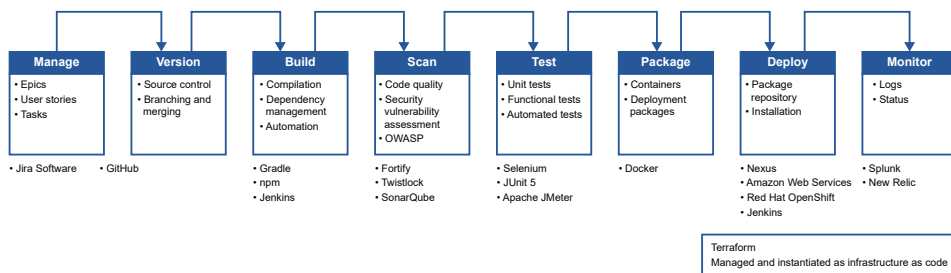 Manage
• Epics
• User stories
• Tasks
• Jira Software
Version
• Source control
• Branching and
merging
• GitHub
Build
• Compilation
• Dependency
management
• Automation
• Gradle
• npm
• Jenkins
Scan
• Code quality
• Security
vulnerability
assessment
• OWASP
• Fortify
• Twistlock
• SonarQube
Test
• Unit tests
• Functional tests
• Automated tests
• Selenium
• JUnit 5
• Apache JMeter
Package
• Containers
• Deployment
packages
• Docker
Deploy
• Package
repository
• Installation
• Nexus
• Amazon Web Services
• Red Hat OpenShift
• Jenkins
Monitor
• Logs
• Status
• Splunk
• New Relic
Terraform
Managed and instantiated as infrastructure as code